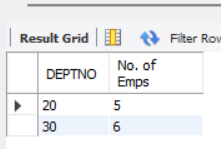 Result Grid Filter Row
DEPTNO No. of
Emps
20 5
30 6